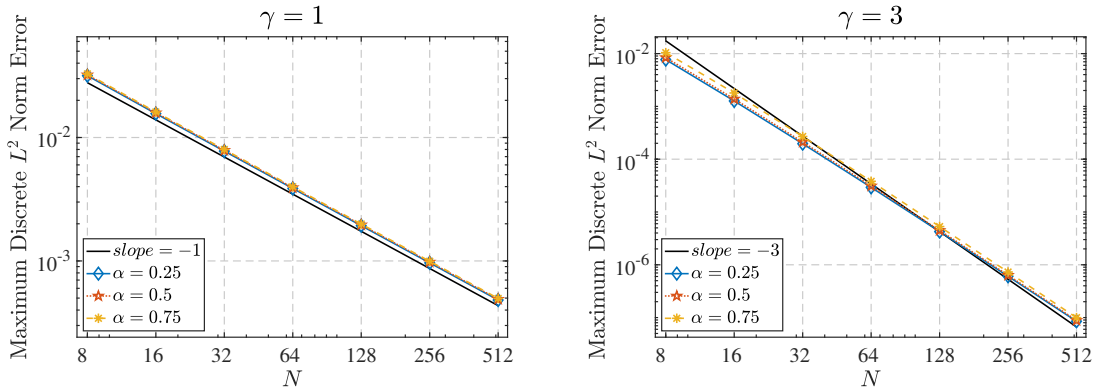 γ = 1
Maximum Discrete L² Norm Error
10⁻²
10⁻³
slope = −1
α = 0.25
α = 0.5
α = 0.75
8 16 32 64 128 256 512
N
γ = 3
Maximum Discrete L² Norm Error
10⁻²
10⁻⁴
10⁻⁶
slope = −3
α = 0.25
α = 0.5
α = 0.75
8 16 32 64 128 256 512
N